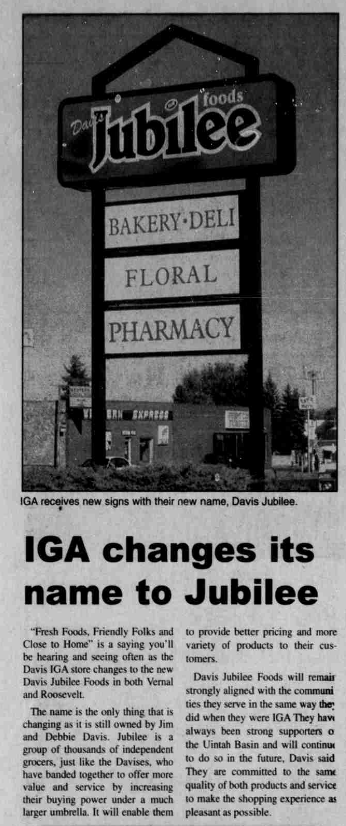 Davis
Jubilee
foods
BAKERY•DELI
FLORAL
PHARMACY
EXPRESS
IGA receives new signs with their new name, Davis Jubilee.
IGA changes its
name to Jubilee
“Fresh Foods, Friendly Folks and
Close to Home” is a saying you’ll
be hearing and seeing often as the
Davis IGA store changes to the new
Davis Jubilee Foods in both Vernal
and Roosevelt.
The name is the only thing that is
changing as it is still owned by Jim
and Debbie Davis. Jubilee is a
group of thousands of independent
grocers, just like the Davises, who
have banded together to offer more
value and service by increasing
their buying power under a much
larger umbrella. It will enable them
to provide better pricing and more
variety of products to their cus-
tomers.
Davis Jubilee Foods will remain
strongly aligned with the communi
ties they serve in the same way they
did when they were IGA They have
always been strong supporters o
the Uintah Basin and will continue
to do so in the future, Davis said
They are committed to the same
quality of both products and service
to make the shopping experience as
pleasant as possible.